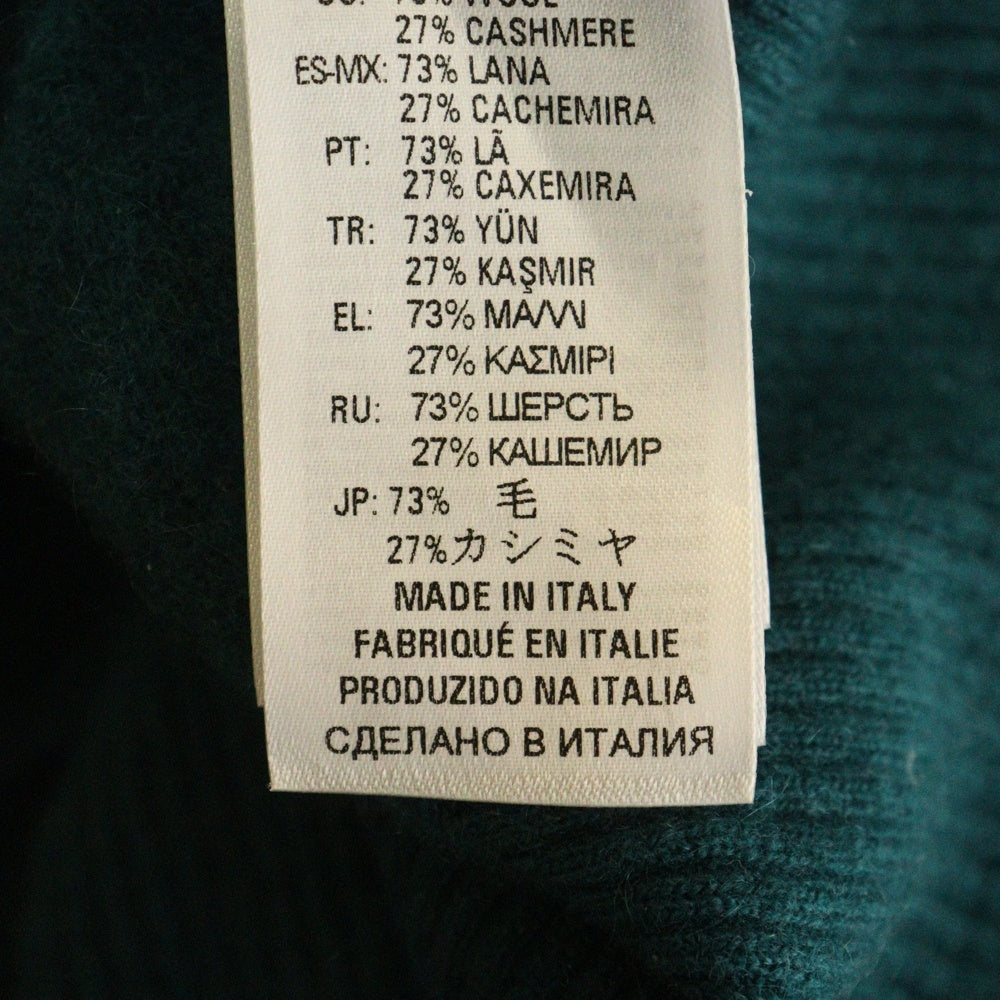 27% CASHMERE
ES-MX: 73% LANA
27% CACHEMIRA
PT: 73% LÃ
27% CAXEMIRA
TR: 73% YÜN
27% KAŞMIR
EL: 73% ΜΑΛΛΙ
27% ΚΑΣΜΙΡΙ
RU: 73% ШЕРСТЬ
27% КАШЕМИР
JP: 73% 毛
27%カシミヤ
MADE IN ITALY
FABRIQUÉ EN ITALIE
PRODUZIDO NA ITALIA
СДЕЛАНО В ИТАЛИЯ